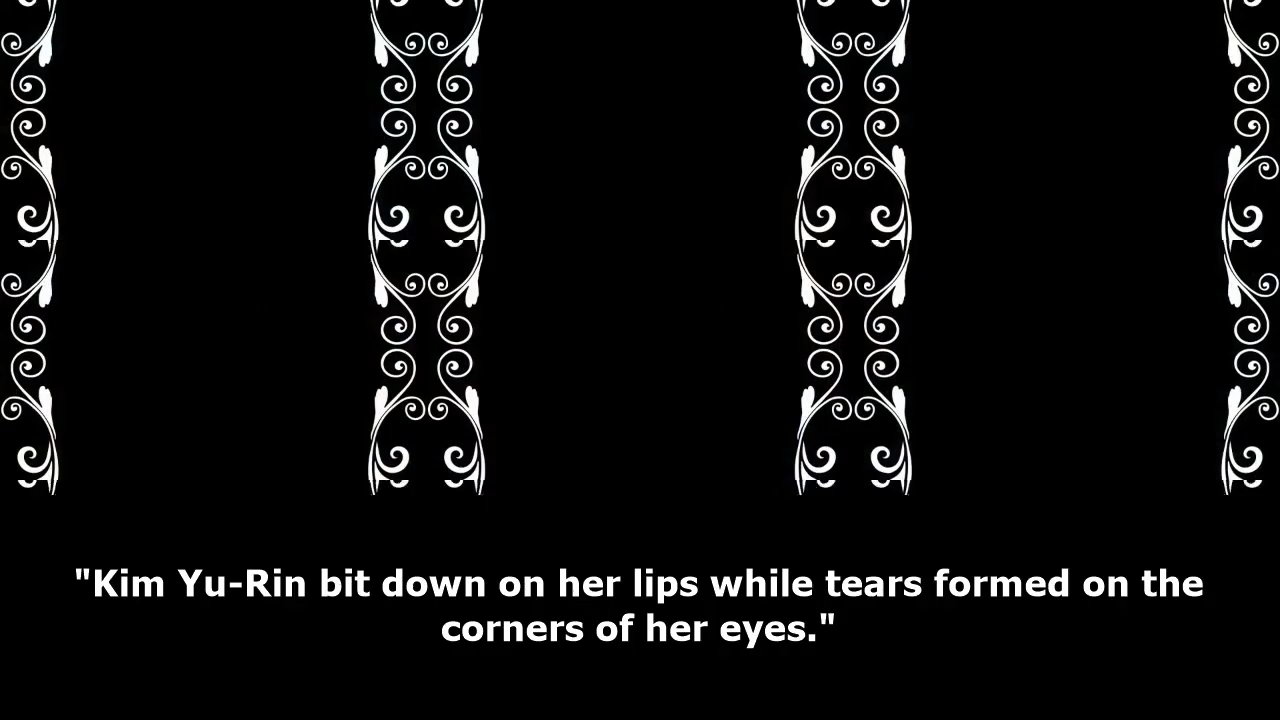 "Kim Yu-Rin bit down on her lips while tears formed on the
corners of her eyes."